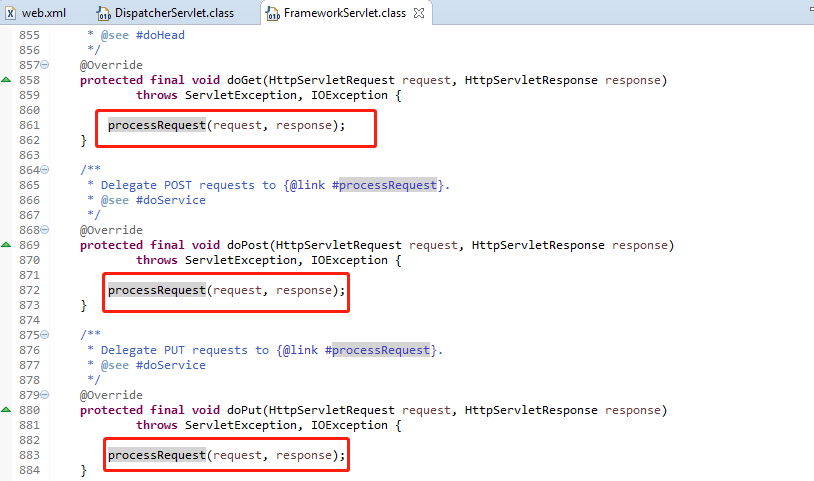 web.xml DispatcherServlet.class FrameworkServlet.class
855 * @see #doHead
856 */
857 @Override
858 protected final void doGet(HttpServletRequest request, HttpServletResponse response)
859 throws ServletException, IOException {
860
861 processRequest(request, response);
862 }
863
864 /**
865 * Delegate POST requests to {@link #processRequest}.
866 * @see #doService
867 */
868 @Override
869 protected final void doPost(HttpServletRequest request, HttpServletResponse response)
870 throws ServletException, IOException {
871
872 processRequest(request, response);
873 }
874
875 /**
876 * Delegate PUT requests to {@link #processRequest}.
877 * @see #doService
878 */
879 @Override
880 protected final void doPut(HttpServletRequest request, HttpServletResponse response)
881 throws ServletException, IOException {
882
883 processRequest(request, response);
884 }